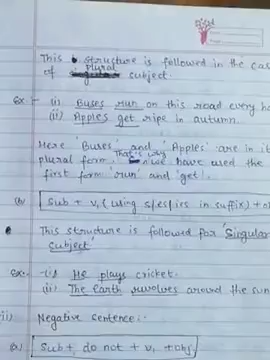 This structure is followed in the cas
of plural subject.
Ex:- (i) Buses run on this road every h
(ii) Apples get ripe in autumn.
Here 'Buses' and 'Apples' are in it
plural form. That's why we have used the
first form 'run' and 'get'.
Sub + V₁ (using s/es/ies in suffix) + o
This structure is followed for 'Singular
subject'
Ex:- (i) He plays cricket.
(ii) The earth revolves around the sun
ii) Negative sentence:-
(a) Sub + do not + V₁ + obj